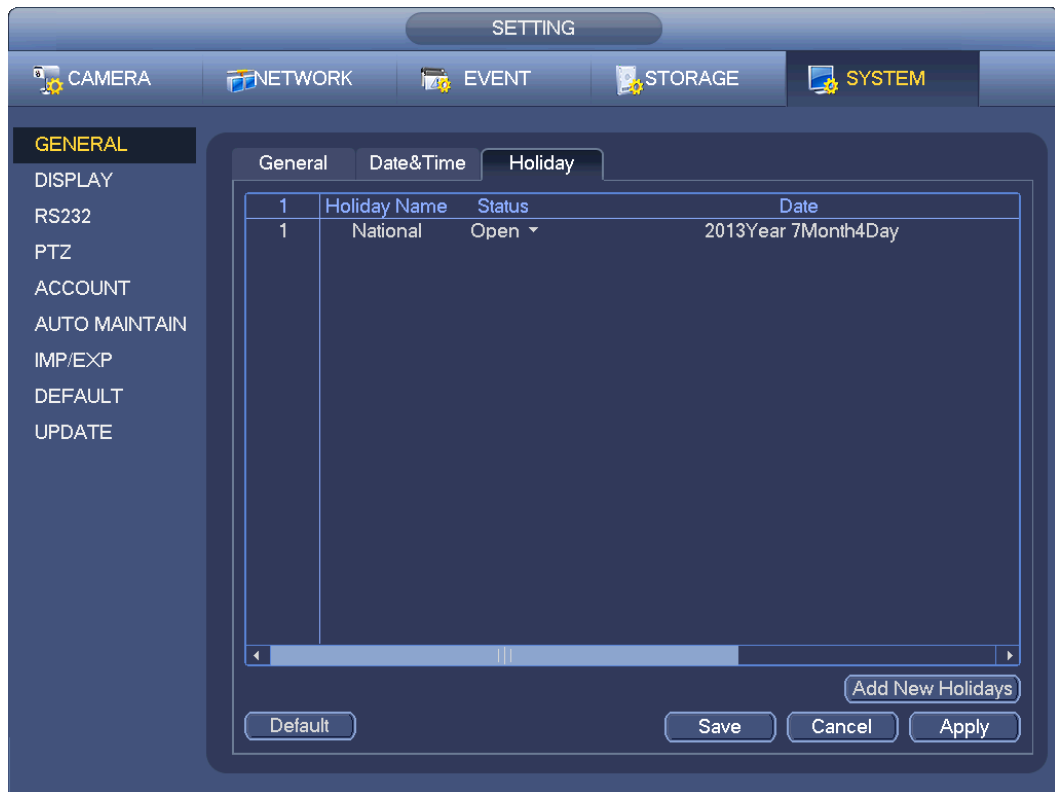 SETTING
CAMERA NETWORK EVENT STORAGE SYSTEM
GENERAL
DISPLAY
RS232
PTZ
ACCOUNT
AUTO MAINTAIN
IMP/EXP
DEFAULT
UPDATE
General Date&Time Holiday
1 Holiday Name Status Date
1 National Open 2013Year 7Month4Day
Add New Holidays
Default Save Cancel Apply